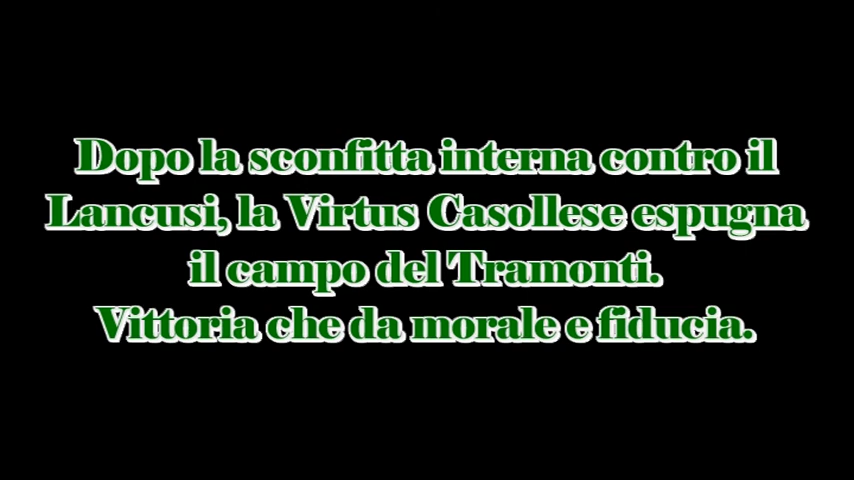 Dopo la sconfitta interna contro il
Lancusi, la Virtus Casollese espugna
il campo del Tramonti.
Vittoria che da morale e fiducia.